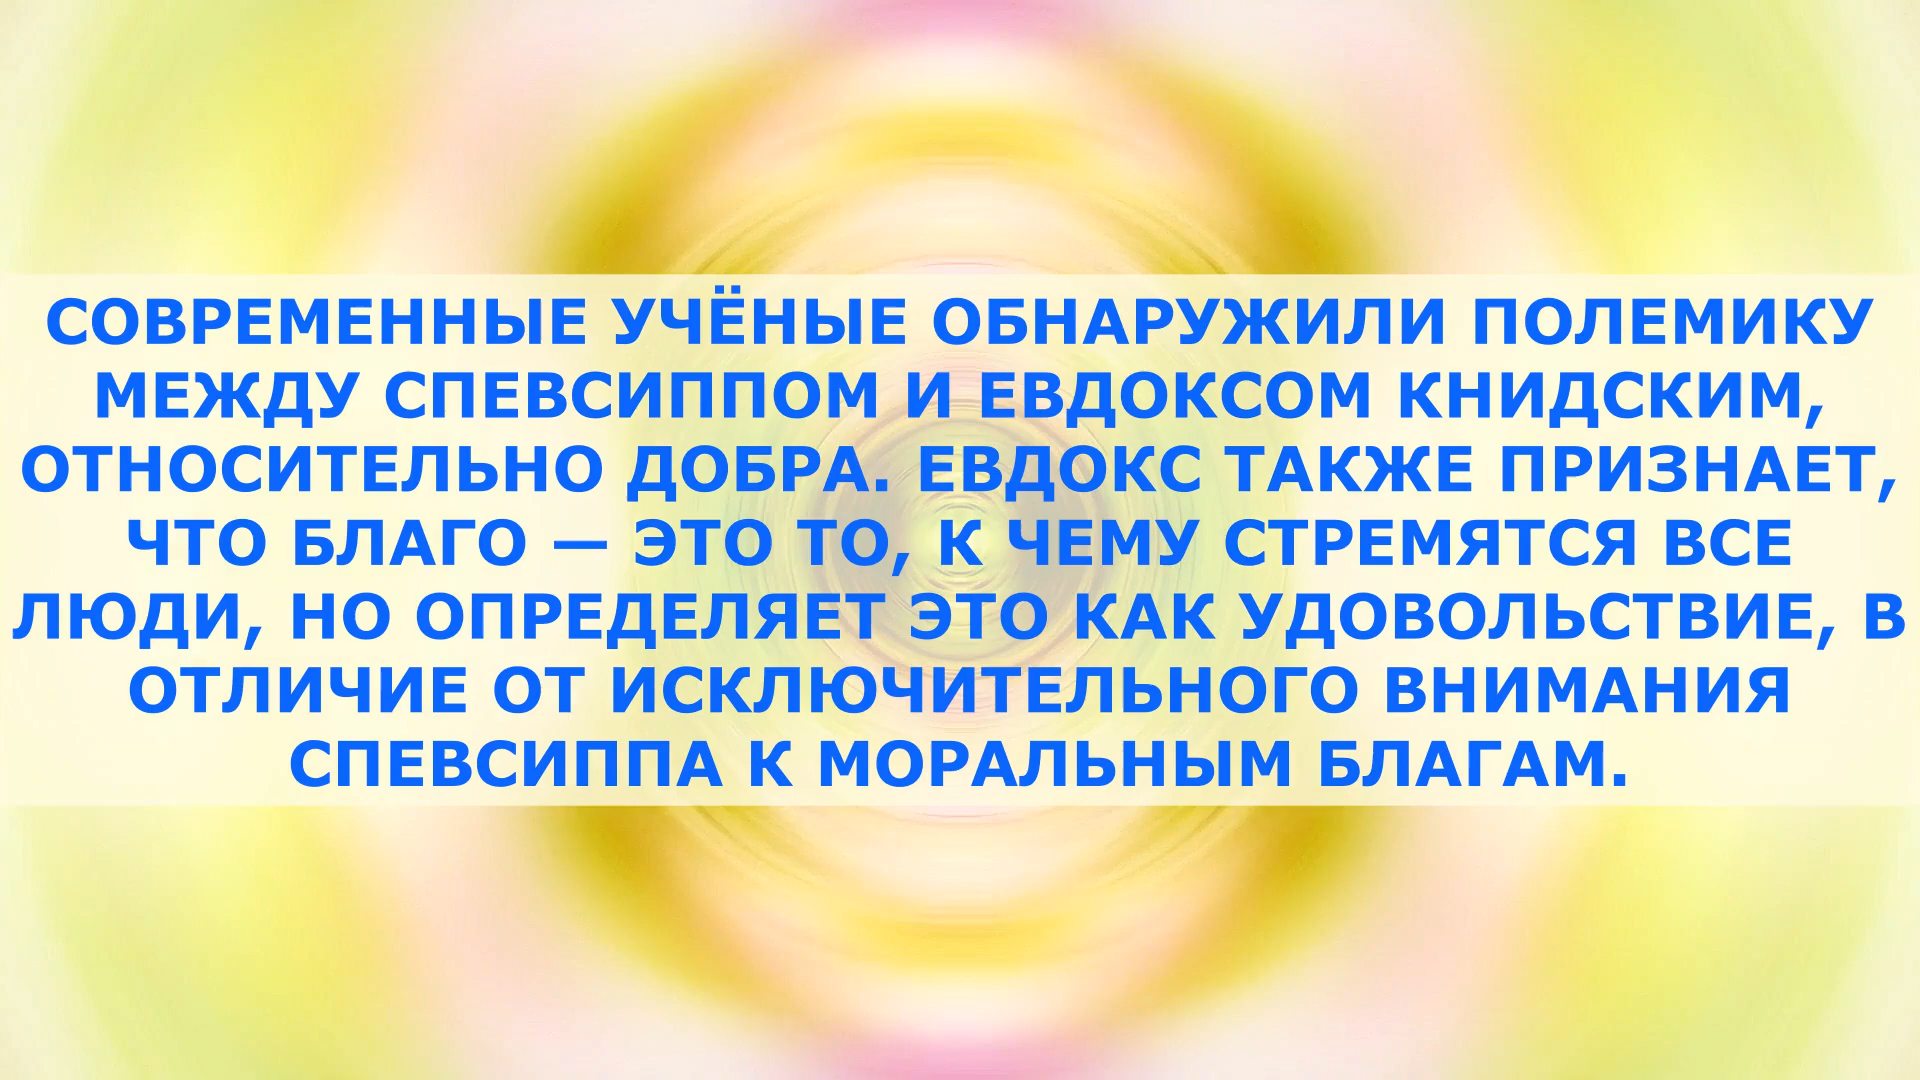 СОВРЕМЕННЫЕ УЧЁНЫЕ ОБНАРУЖИЛИ ПОЛЕМИКУ
МЕЖДУ СПЕВСИППОМ И ЕВДОКСОМ КНИДСКИМ,
ОТНОСИТЕЛЬНО ДОБРА. ЕВДОКС ТАКЖЕ ПРИЗНАЕТ,
ЧТО БЛАГО — ЭТО ТО, К ЧЕМУ СТРЕМЯТСЯ ВСЕ
ЛЮДИ, НО ОПРЕДЕЛЯЕТ ЭТО КАК УДОВОЛЬСТВИЕ, В
ОТЛИЧИЕ ОТ ИСКЛЮЧИТЕЛЬНОГО ВНИМАНИЯ
СПЕВСИППА К МОРАЛЬНЫМ БЛАГАМ.